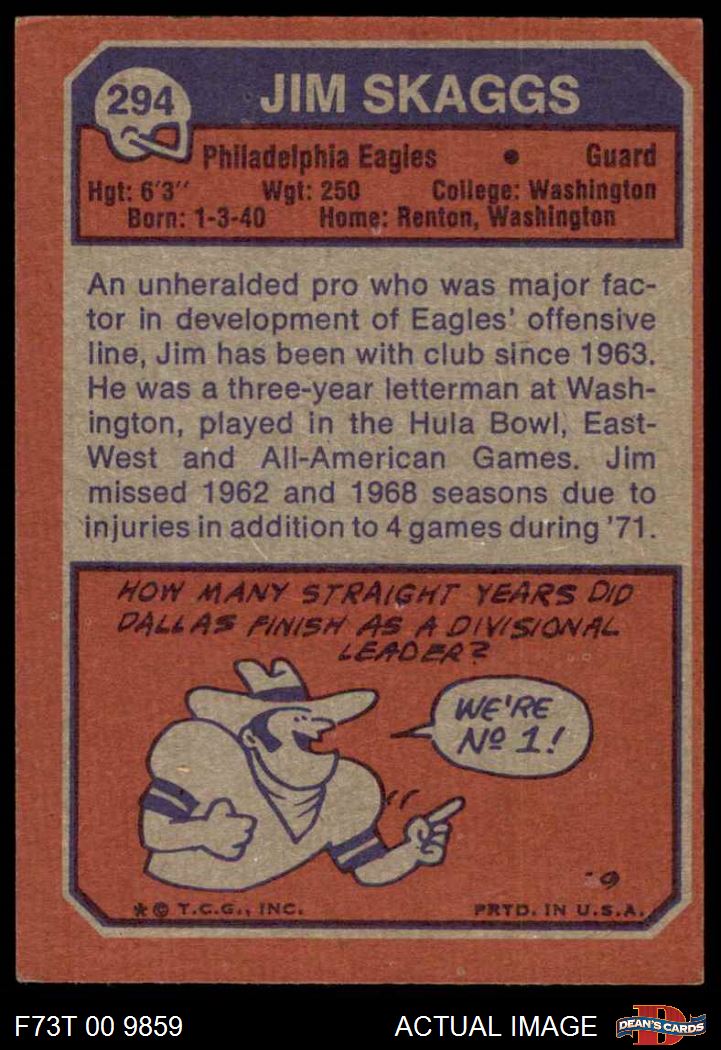 294
JIM SKAGGS
Philadelphia Eagles • Guard
Hgt: 6'3" Wgt: 250 College: Washington
Born: 1-3-40 Home: Renton, Washington
An unheralded pro who was major fac-
tor in development of Eagles' offensive
line, Jim has been with club since 1963.
He was a three-year letterman at Wash-
ington, played in the Hula Bowl, East-
West and All-American Games. Jim
missed 1962 and 1968 seasons due to
injuries in addition to 4 games during '71.
HOW MANY STRAIGHT YEARS DID
DALLAS FINISH AS A DIVISIONAL
LEADER?
WE'RE
Nº 1!
9
* © T.C.G., INC. PRTD. IN U.S.A.
F73T 00 9859 ACTUAL IMAGE
D
DEAN'S CARDS